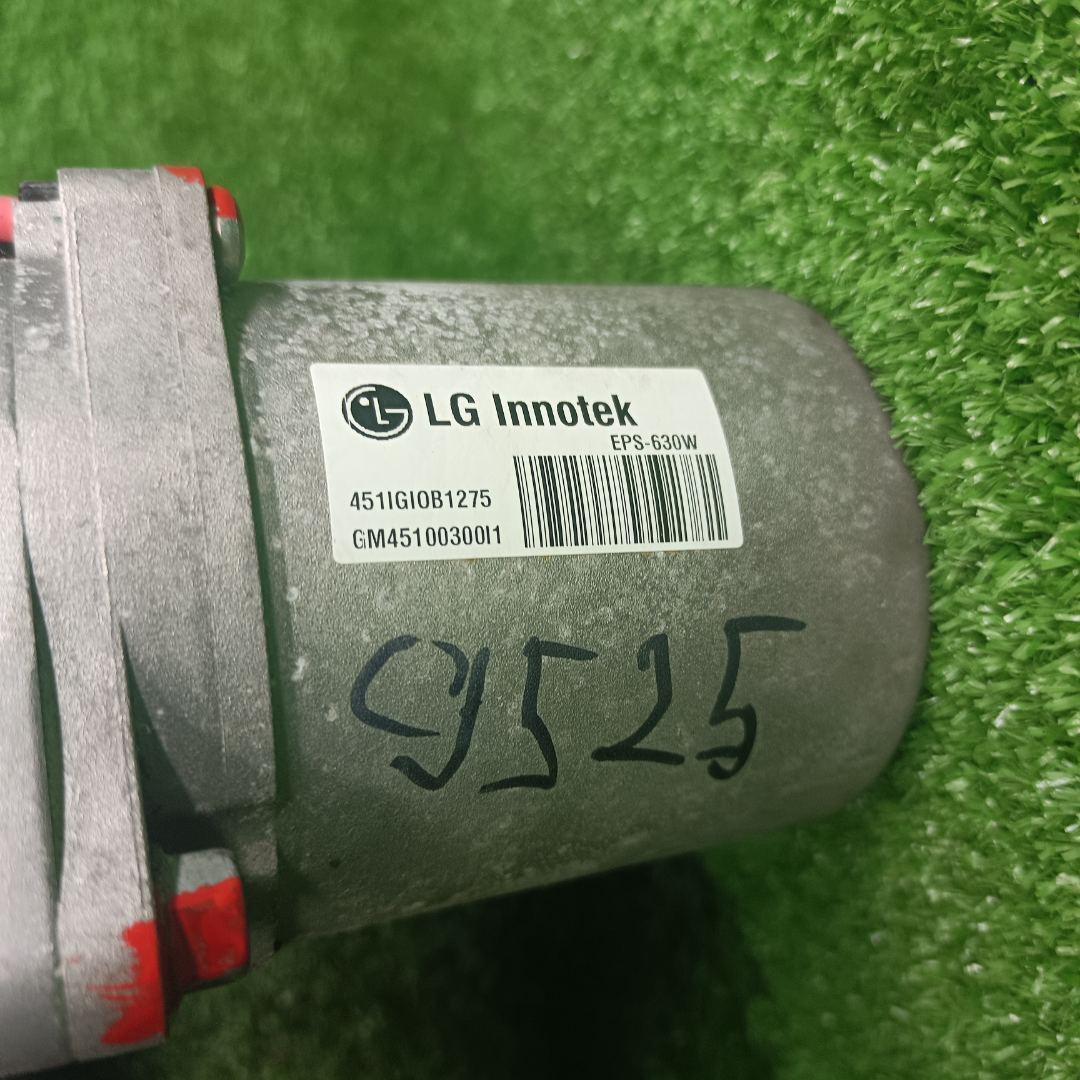 LG Innotek
EPS-630W
451IGIOB1275
GM45100300I1
9525